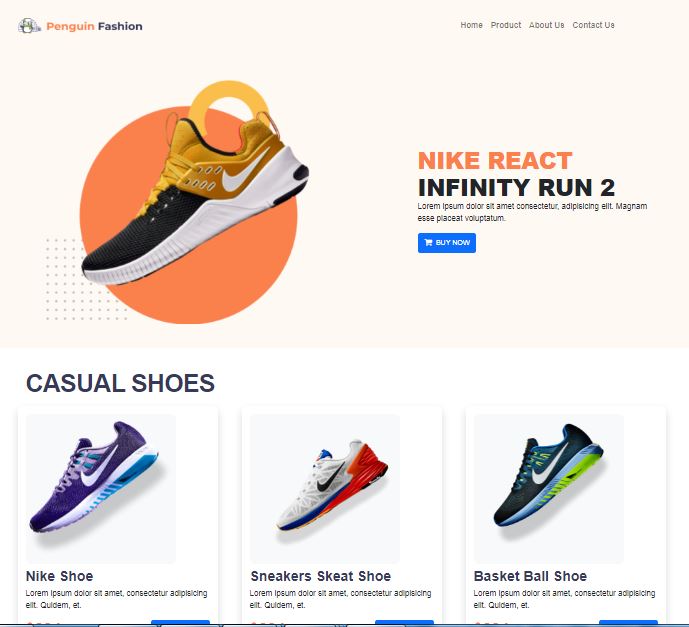 Penguin Fashion
Home Product About Us Contact Us
NIKE REACT
INFINITY RUN 2
Lorem ipsum dolor sit amet consectetur, adipisicing elit. Magnam
esse placeat voluptatum.
BUY NOW
CASUAL SHOES
Nike Shoe
Lorem ipsum dolor sit amet, consectetur adipisicing
elit. Quidem, et.
Sneakers Skeat Shoe
Lorem ipsum dolor sit amet, consectetur adipisicing
elit. Quidem, et.
Basket Ball Shoe
Lorem ipsum dolor sit amet, consectetur adipisicing
elit. Quidem, et.